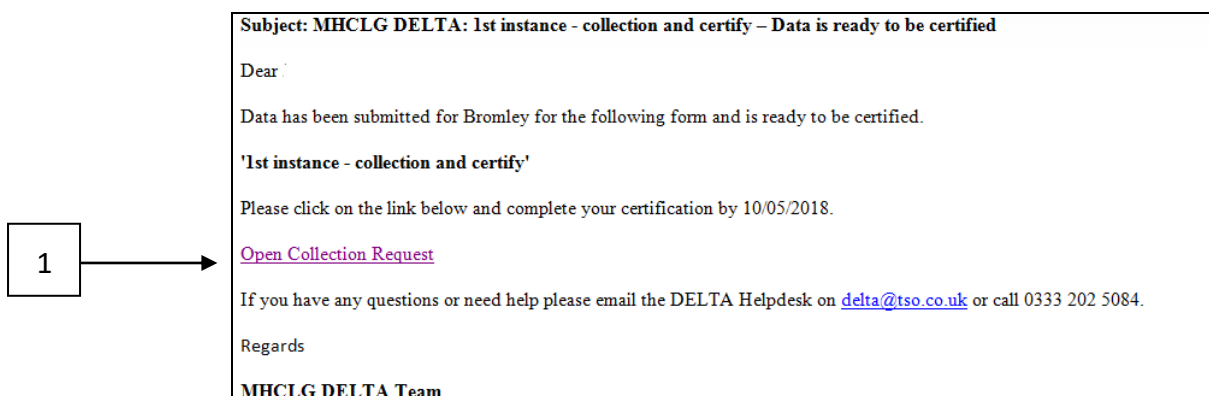 Subject: MHCLG DELTA: 1st instance - collection and certify – Data is ready to be certified
Dear
Data has been submitted for Bromley for the following form and is ready to be certified.
'1st instance - collection and certify'
Please click on the link below and complete your certification by 10/05/2018.
1
Open Collection Request
If you have any questions or need help please email the DELTA Helpdesk on delta@tso.co.uk or call 0333 202 5084.
Regards
MHCLG DELTA Team